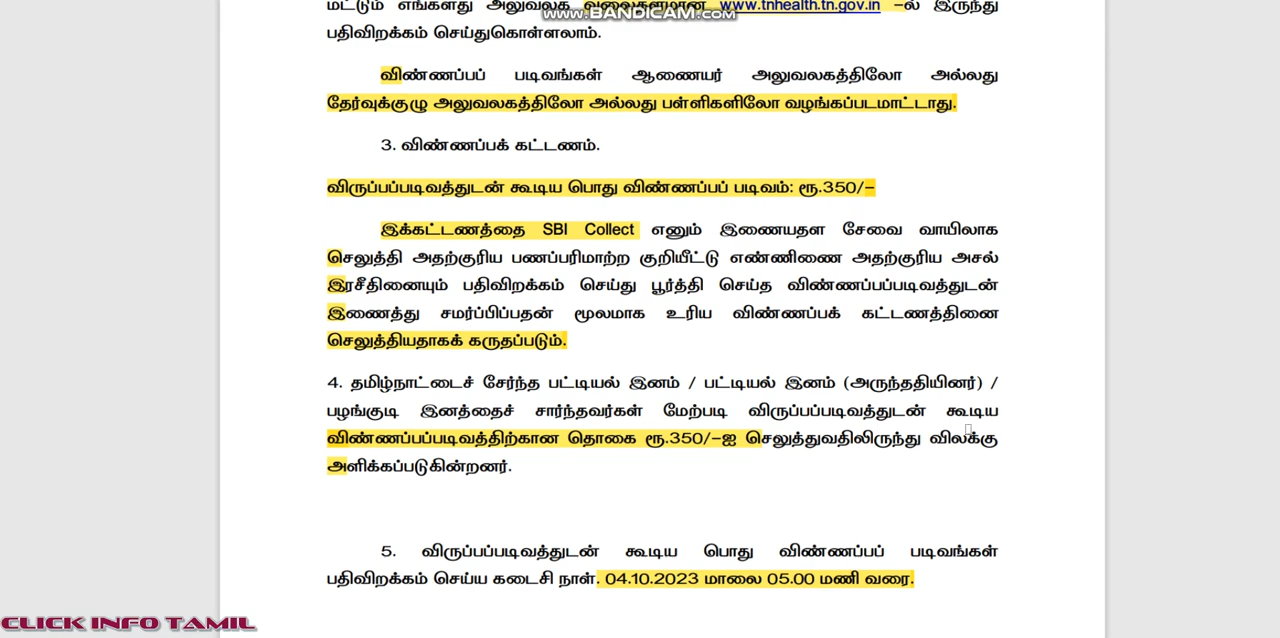 மட்டும் எங்களது அலுவலக வலைதளமான www.tnhealth.tn.gov.in –ல் இருந்து
www.BANDICAM.com
பதிவிறக்கம் செய்துகொள்ளலாம்.
விண்ணப்பப் படிவங்கள் ஆணையர் அலுவலகத்திலோ அல்லது
தேர்வுக்குழு அலுவலகத்திலோ அல்லது பள்ளிகளிலோ வழங்கப்படமாட்டாது.
3. விண்ணப்பக் கட்டணம்.
விருப்பப்படிவத்துடன் கூடிய பொது விண்ணப்பப் படிவம்: ரூ.350/–
இக்கட்டணத்தை SBI Collect எனும் இணையதள சேவை வாயிலாக
செலுத்தி அதற்குரிய பணப்பரிமாற்ற குறியீட்டு எண்ணிணை அதற்குரிய அசல்
இரசீதினையும் பதிவிறக்கம் செய்து பூர்த்தி செய்த விண்ணப்பப்படிவத்துடன்
இணைத்து சமர்ப்பிப்பதன் மூலமாக உரிய விண்ணப்பக் கட்டணத்தினை
செலுத்தியதாகக் கருதப்படும்.
4. தமிழ்நாட்டைச் சேர்ந்த பட்டியல் இனம் / பட்டியல் இனம் (அருந்ததியினர்) /
பழங்குடி இனத்தைச் சார்ந்தவர்கள் மேற்படி விருப்பப்படிவத்துடன் கூடிய
விண்ணப்பப்படிவத்திற்கான தொகை ரூ.350/–ஐ செலுத்துவதிலிருந்து விலக்கு
அளிக்கப்படுகின்றனர்.
5. விருப்பப்படிவத்துடன் கூடிய பொது விண்ணப்பப் படிவங்கள்
பதிவிறக்கம் செய்ய கடைசி நாள். 04.10.2023 மாலை 05.00 மணி வரை.
CLICK INFO TAMIL